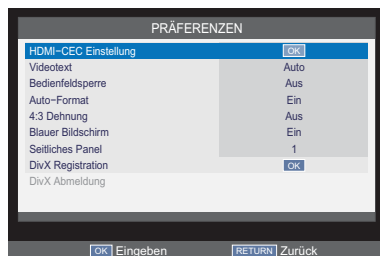 PRÄFERENZEN
HDMI-CEC Einstellung OK
Videotext Auto
Bedienfeldsperre Aus
Auto-Format Ein
4:3 Dehnung Aus
Blauer Bildschirm Ein
Seitliches Panel 1
DivX Registration OK
DivX Abmeldung
OK Eingeben RETURN Zurück